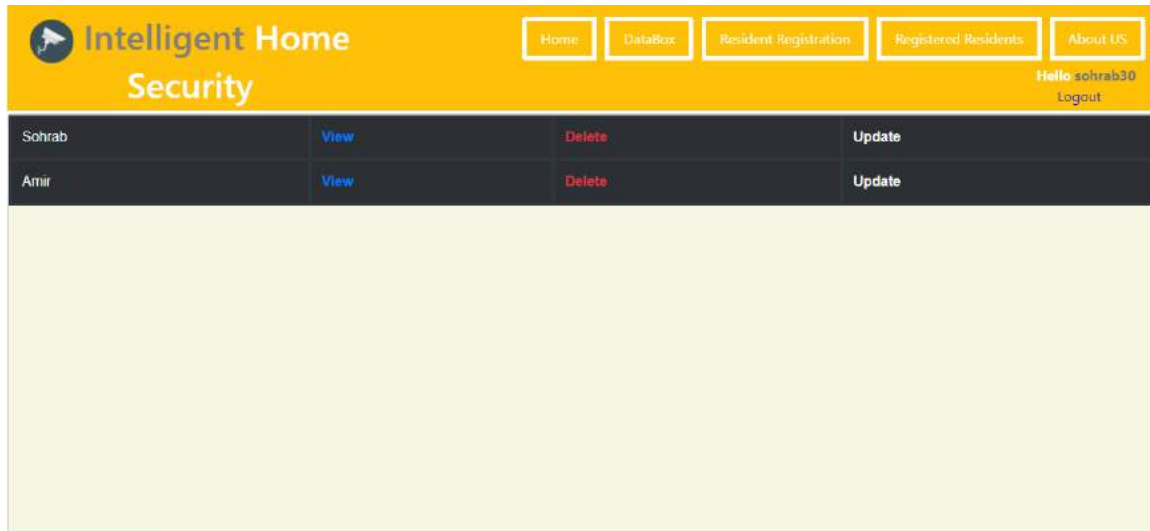 Intelligent Home
Security
Home DataBox Resident Registration Registered Residents About US
Hello sohrab30
Logout
Sohrab View Delete Update
Amir View Delete Update